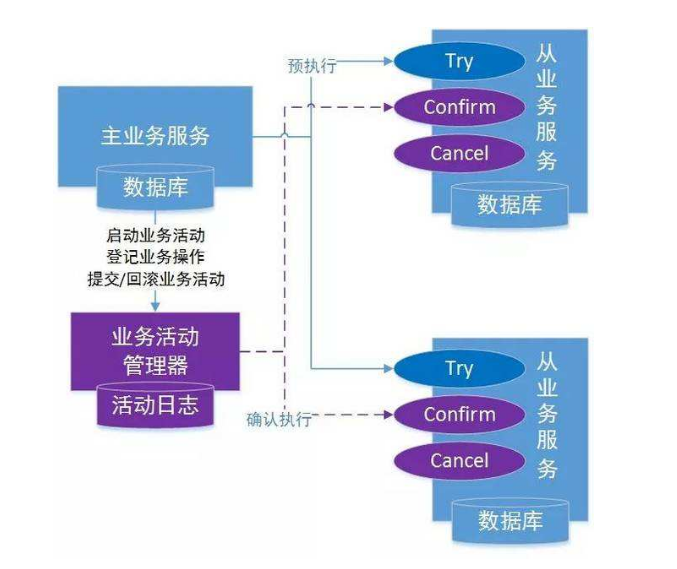 预执行
主业务服务
数据库
启动业务活动
登记业务操作
提交/回滚业务活动
业务活动
管理器
活动日志
确认执行
Try
Confirm
Cancel
从业务服务
数据库
Try
Confirm
Cancel
从业务服务
数据库